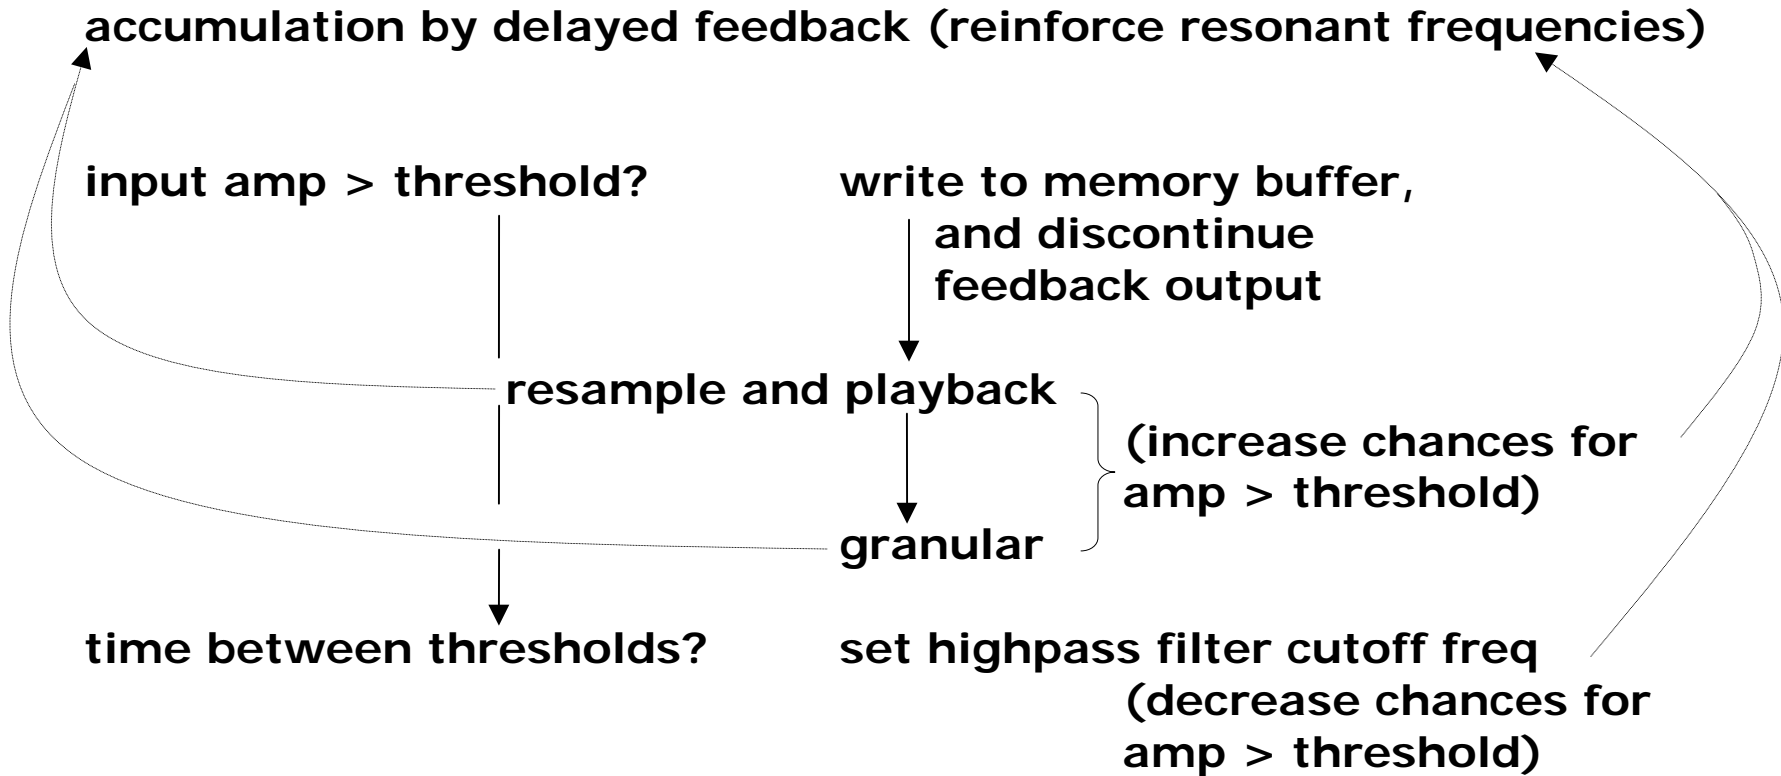 accumulation by delayed feedback (reinforce resonant frequencies)
input amp > threshold?
write to memory buffer,
and discontinue
feedback output
resample and playback
(increase chances for
amp > threshold)
granular
time between thresholds?
set highpass filter cutoff freq
(decrease chances for
amp > threshold)